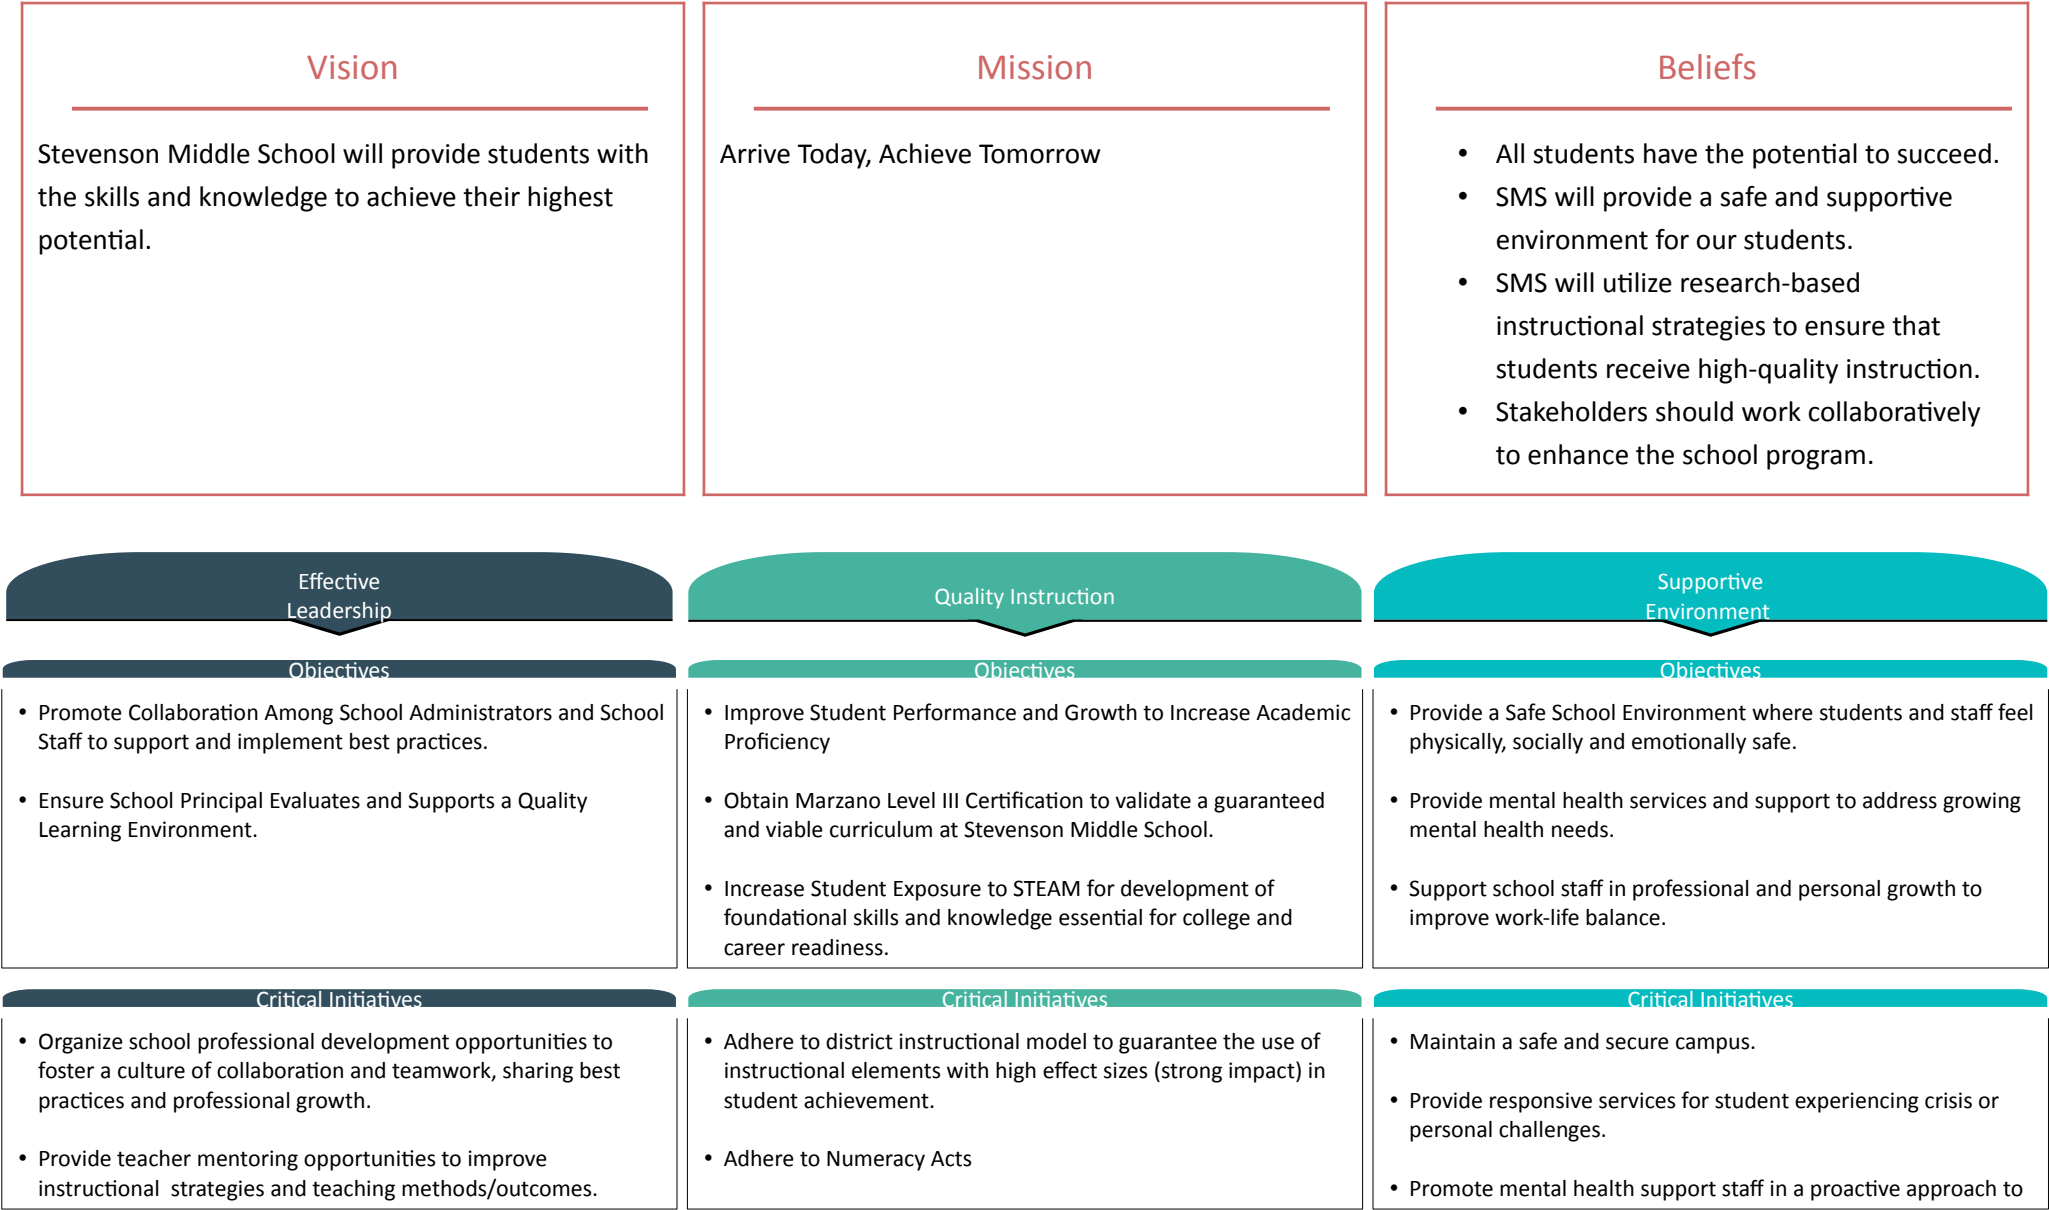 Vision
Stevenson Middle School will provide students with
the skills and knowledge to achieve their highest
potential.
Mission
Arrive Today, Achieve Tomorrow
Beliefs
• All students have the potential to succeed.
• SMS will provide a safe and supportive
environment for our students.
• SMS will utilize research-based
instructional strategies to ensure that
students receive high-quality instruction.
• Stakeholders should work collaboratively
to enhance the school program.
Effective
Leadership
Objectives
• Promote Collaboration Among School Administrators and School
Staff to support and implement best practices.
• Ensure School Principal Evaluates and Supports a Quality
Learning Environment.
Critical Initiatives
• Organize school professional development opportunities to
foster a culture of collaboration and teamwork, sharing best
practices and professional growth.
• Provide teacher mentoring opportunities to improve
instructional  strategies and teaching methods/outcomes.
Quality Instruction
Objectives
• Improve Student Performance and Growth to Increase Academic
Proficiency
• Obtain Marzano Level III Certification to validate a guaranteed
and viable curriculum at Stevenson Middle School.
• Increase Student Exposure to STEAM for development of
foundational skills and knowledge essential for college and
career readiness.
Critical Initiatives
• Adhere to district instructional model to guarantee the use of
instructional elements with high effect sizes (strong impact) in
student achievement.
• Adhere to Numeracy Acts
Supportive
Environment
Objectives
• Provide a Safe School Environment where students and staff feel
physically, socially and emotionally safe.
• Provide mental health services and support to address growing
mental health needs.
• Support school staff in professional and personal growth to
improve work-life balance.
Critical Initiatives
• Maintain a safe and secure campus.
• Provide responsive services for student experiencing crisis or
personal challenges.
• Promote mental health support staff in a proactive approach to